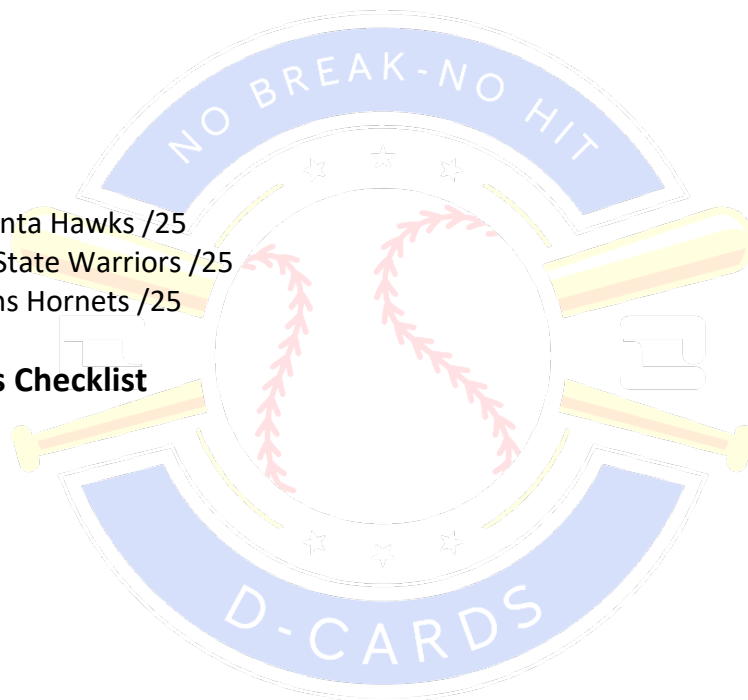 NO BREAK-NO HIT
nta Hawks /25
State Warriors /25
ns Hornets /25
s Checklist
D-CARDS